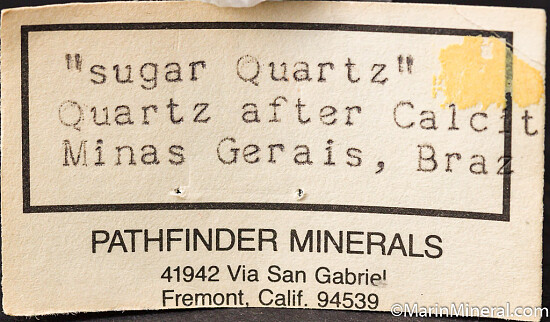 "sugar Quartz"
Quartz after Calcit
Minas Gerais, Braz
PATHFINDER MINERALS
41942 Via San Gabriel
Fremont, Calif. 94539
©MarinMineral.com